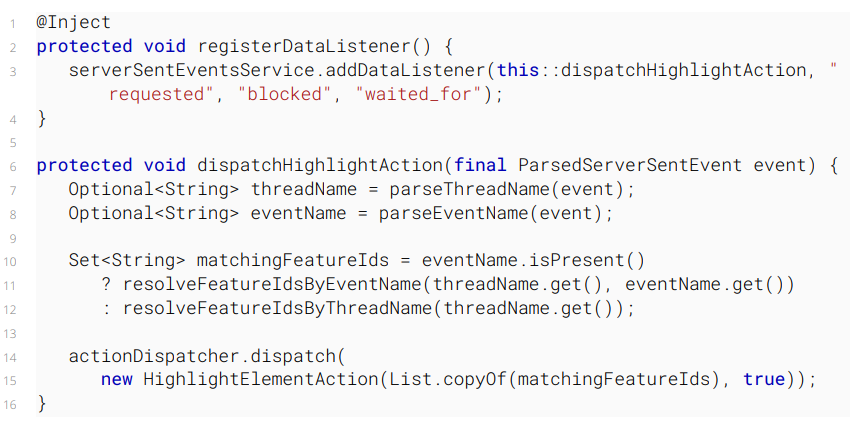 1 @Inject
2 protected void registerDataListener() {
3 serverSentEventsService.addDataListener(this::dispatchHighlightAction, "
requested", "blocked", "waited_for");
4 }
5
6 protected void dispatchHighlightAction(final ParsedServerSentEvent event) {
7 Optional<String> threadName = parseThreadName(event);
8 Optional<String> eventName = parseEventName(event);
9
10 Set<String> matchingFeatureIds = eventName.isPresent()
11 ? resolveFeatureIdsByEventName(threadName.get(), eventName.get())
12 : resolveFeatureIdsByThreadName(threadName.get());
13
14 actionDispatcher.dispatch(
15 new HighlightElementAction(List.copyOf(matchingFeatureIds), true));
16 }